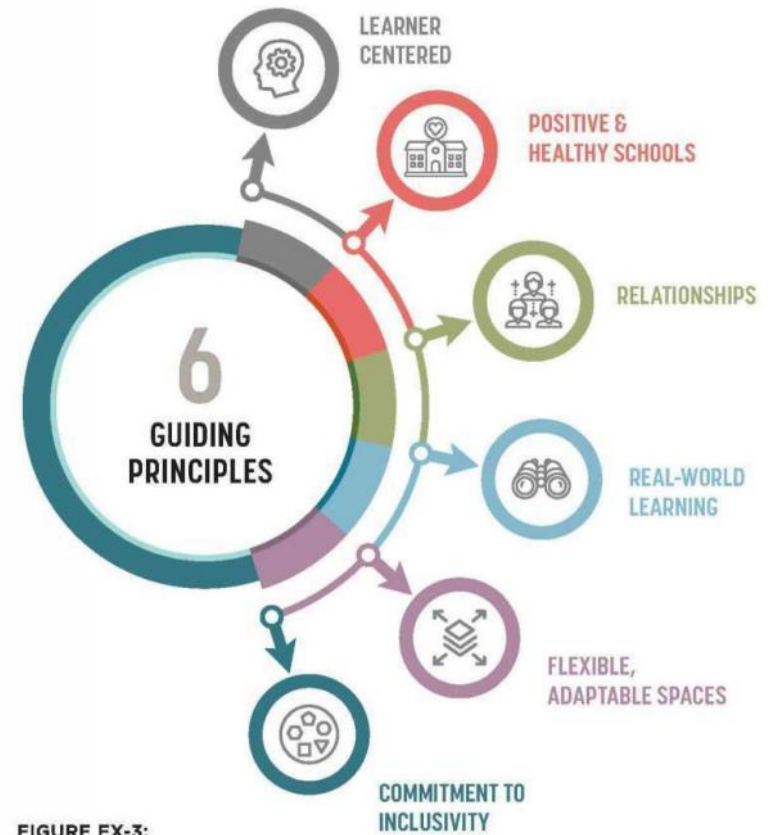 LEARNER
CENTERED
POSITIVE &
HEALTHY SCHOOLS
RELATIONSHIPS
6
GUIDING
PRINCIPLES
REAL-WORLD
LEARNING
FLEXIBLE,
ADAPTABLE SPACES
COMMITMENT TO
INCLUSIVITY
FIGURE EX-3: